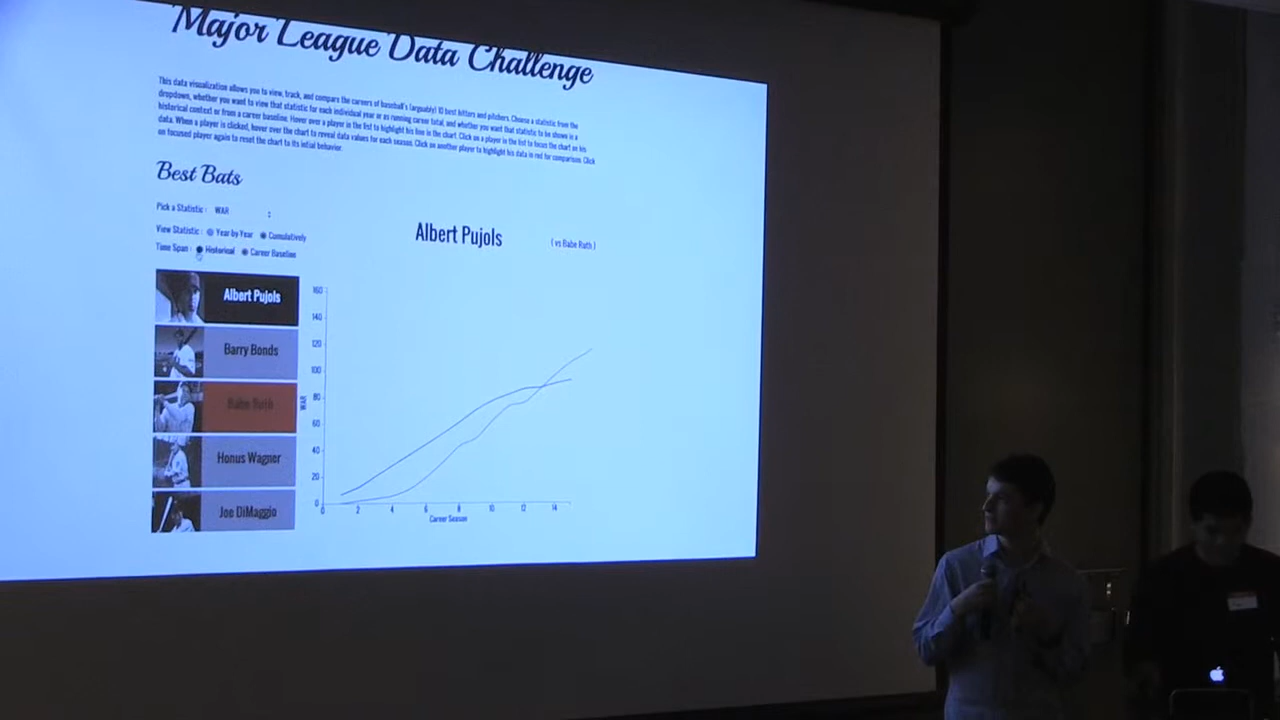 Major League Data Challenge
This data visualization allows you to view, track, and compare the careers of baseball's (arguably) 10 best hitters and pitchers. Choose a statistic from the
dropdowns, whether you want to view that statistic for each individual year or as running career total, and whether you want that statistic to be shown in a
historical context or from a career baseline. Hover over a player in the list to highlight his line in the chart. Click on a player in the list to focus the chart on his
data. When a player is clicked, hover over the chart to reveal data values for each season. Click on another player to highlight his data in red for comparison. Click
on focused player again to reset the chart to its intial behavior.
Best Bats
Pick a Statistic : WAR
View Statistic : Year by Year Cumulatively
Time Span : Historical Career Baseline
Albert Pujols ( vs Babe Ruth )
Albert Pujols
Barry Bonds
Babe Ruth
Honus Wagner
Joe DiMaggio
160
140
120
100
80
60
40
20
0
WAR
0 2 4 6 8 10 12 14
Career Season